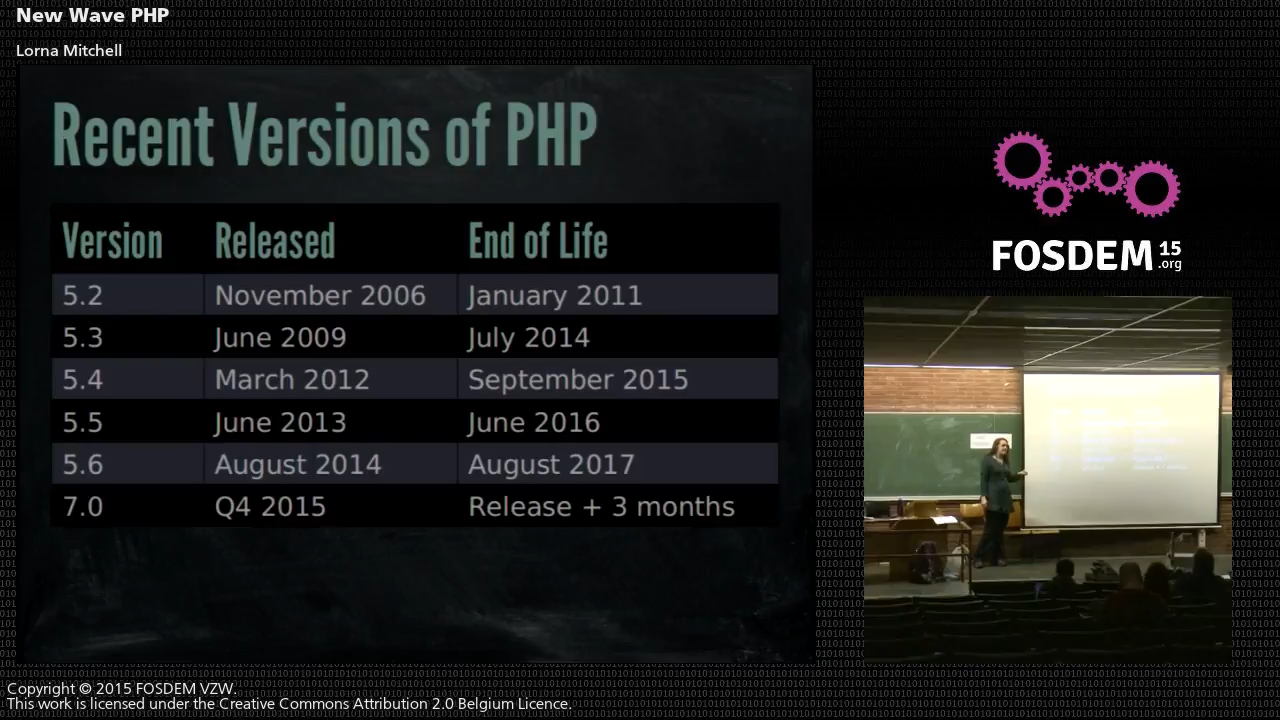 New Wave PHP
Lorna Mitchell
Recent Versions of PHP
Version Released End of Life
5.2 November 2006 January 2011
5.3 June 2009 July 2014
5.4 March 2012 September 2015
5.5 June 2013 June 2016
5.6 August 2014 August 2017
7.0 Q4 2015 Release + 3 months
FOSDEM 15
.org
Copyright © 2015 FOSDEM VZW.
This work is licensed under the Creative Commons Attribution 2.0 Belgium Licence.